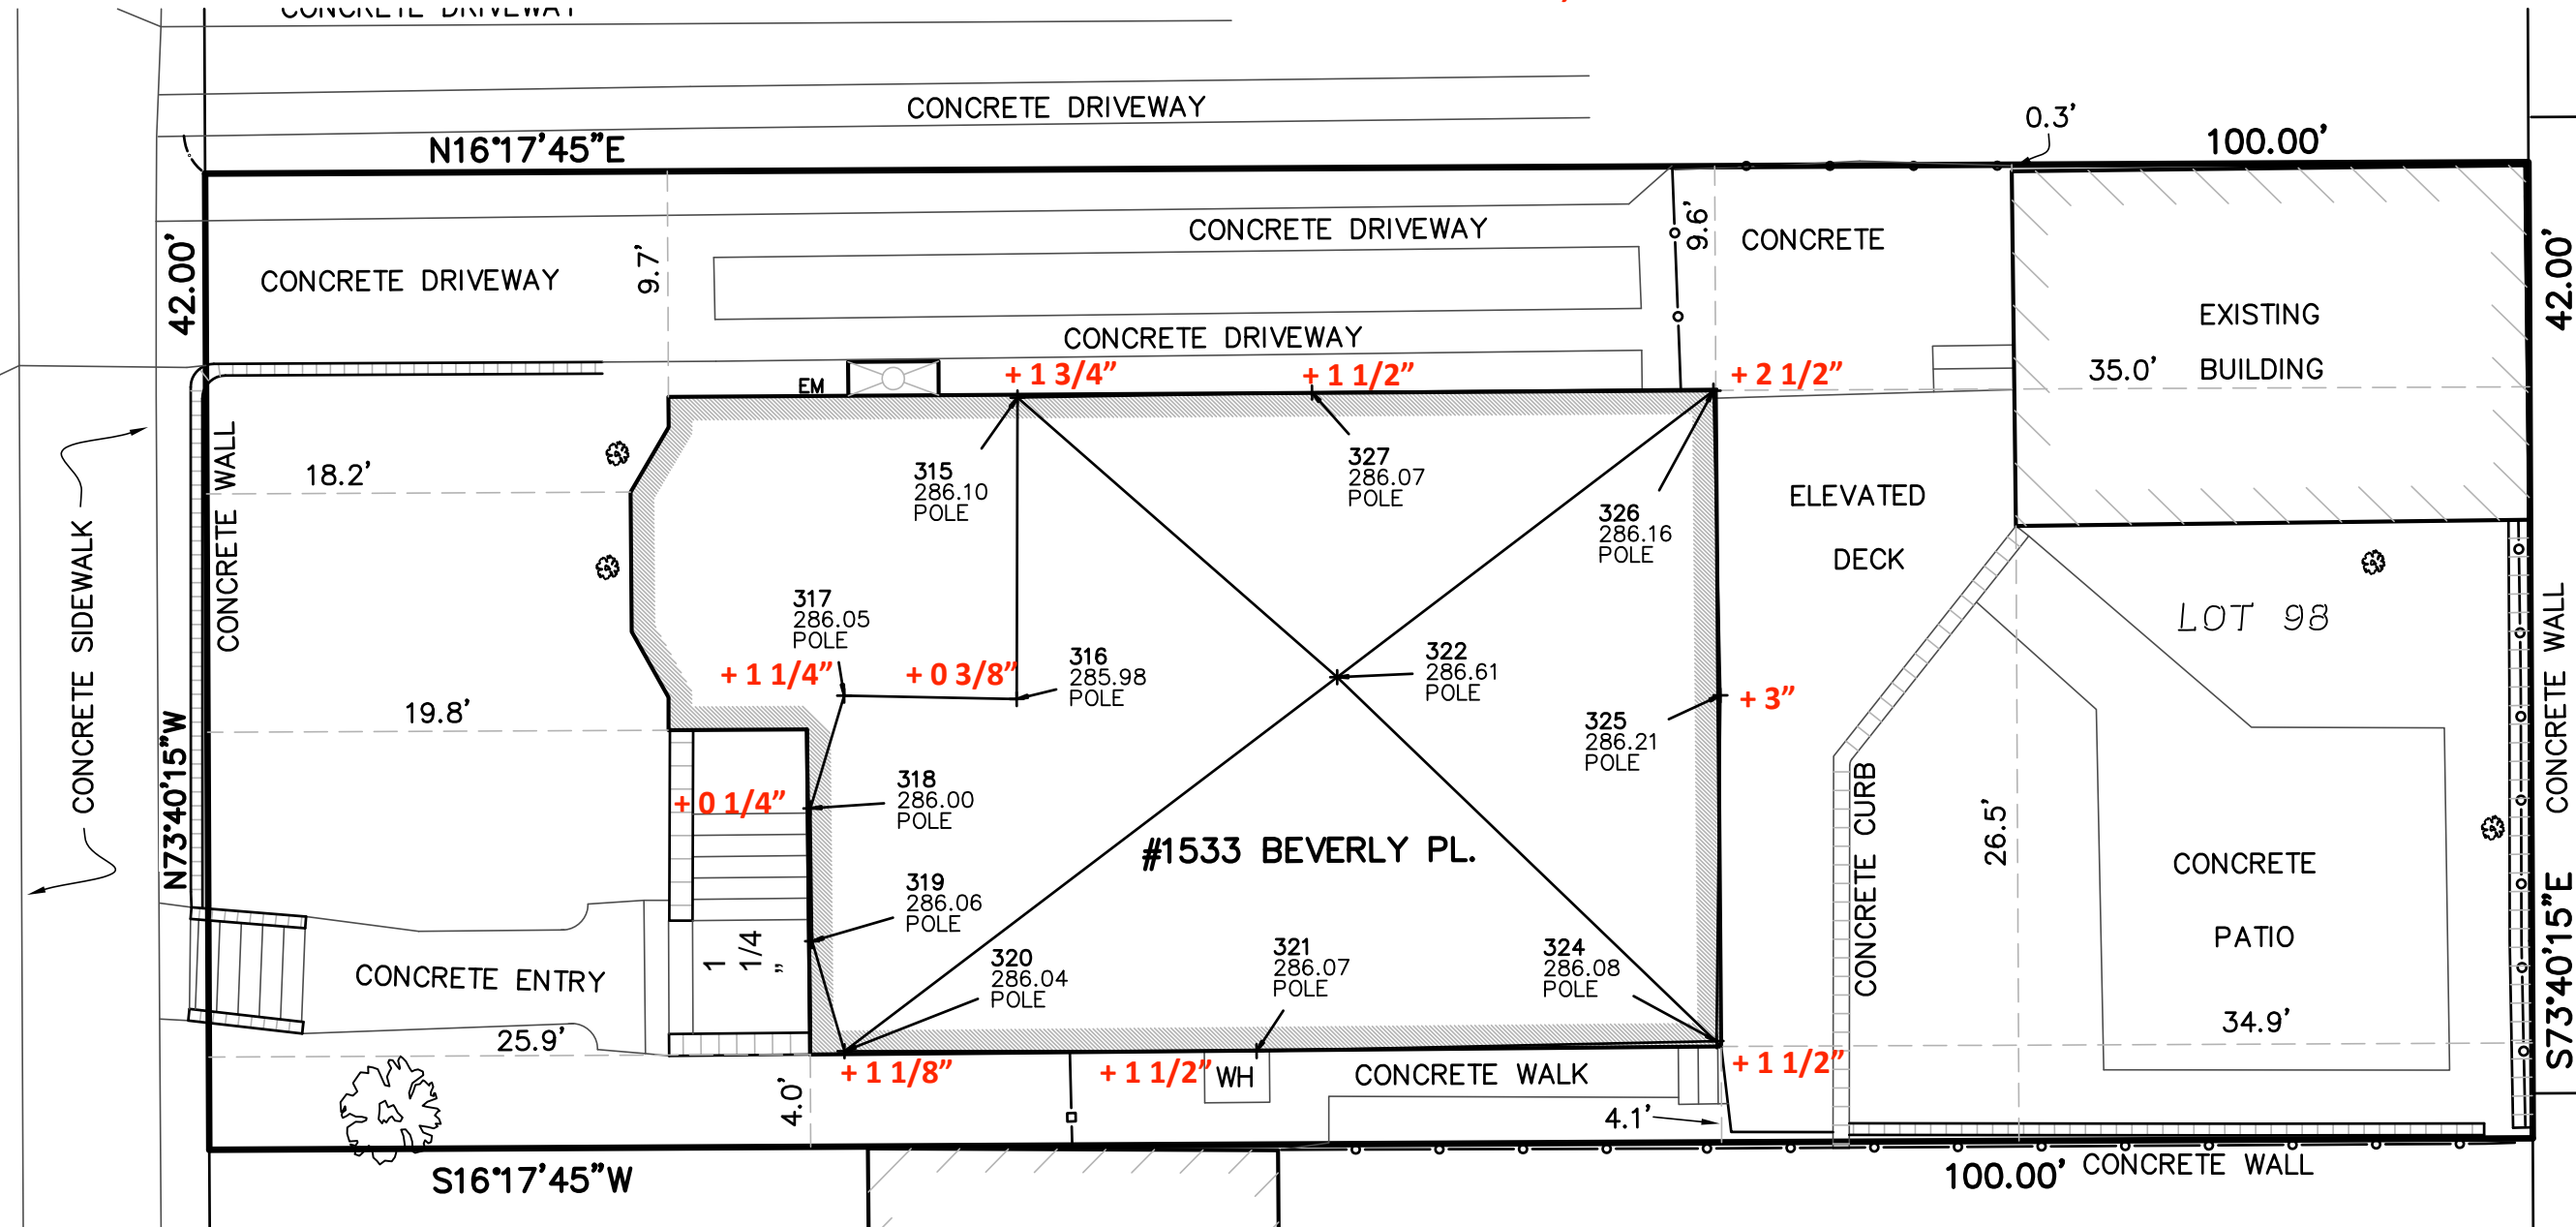 CONCRETE DRIVEWAY
CONCRETE DRIVEWAY
N16°17'45"E
0.3'
100.00'
42.00'
CONCRETE DRIVEWAY
9.7'
CONCRETE DRIVEWAY
9.6'
CONCRETE
42.00'
CONCRETE DRIVEWAY
EXISTING
35.0' BUILDING
EM
+ 1 3/4"
+ 1 1/2"
+ 2 1/2"
CONCRETE WALL
18.2'
315
286.10
POLE
327
286.07
POLE
326
286.16
POLE
ELEVATED
DECK
CONCRETE SIDEWALK
317
286.05
POLE
+ 1 1/4"
+ 0 3/8"
316
285.98
POLE
322
286.61
POLE
325
286.21
POLE
+ 3"
LOT 98
CONCRETE WALL
19.8'
N73°40'15"W
+ 0 1/4"
318
286.00
POLE
#1533 BEVERLY PL.
CONCRETE CURB
26.5'
CONCRETE
PATIO
319
286.06
POLE
1 1/4"
CONCRETE ENTRY
320
286.04
POLE
321
286.07
POLE
324
286.08
POLE
34.9'
S73°40'15"E
25.9'
4.0'
+ 1 1/8"
+ 1 1/2"
WH
CONCRETE WALK
+ 1 1/2"
4.1'
S16°17'45"W
100.00'
CONCRETE WALL